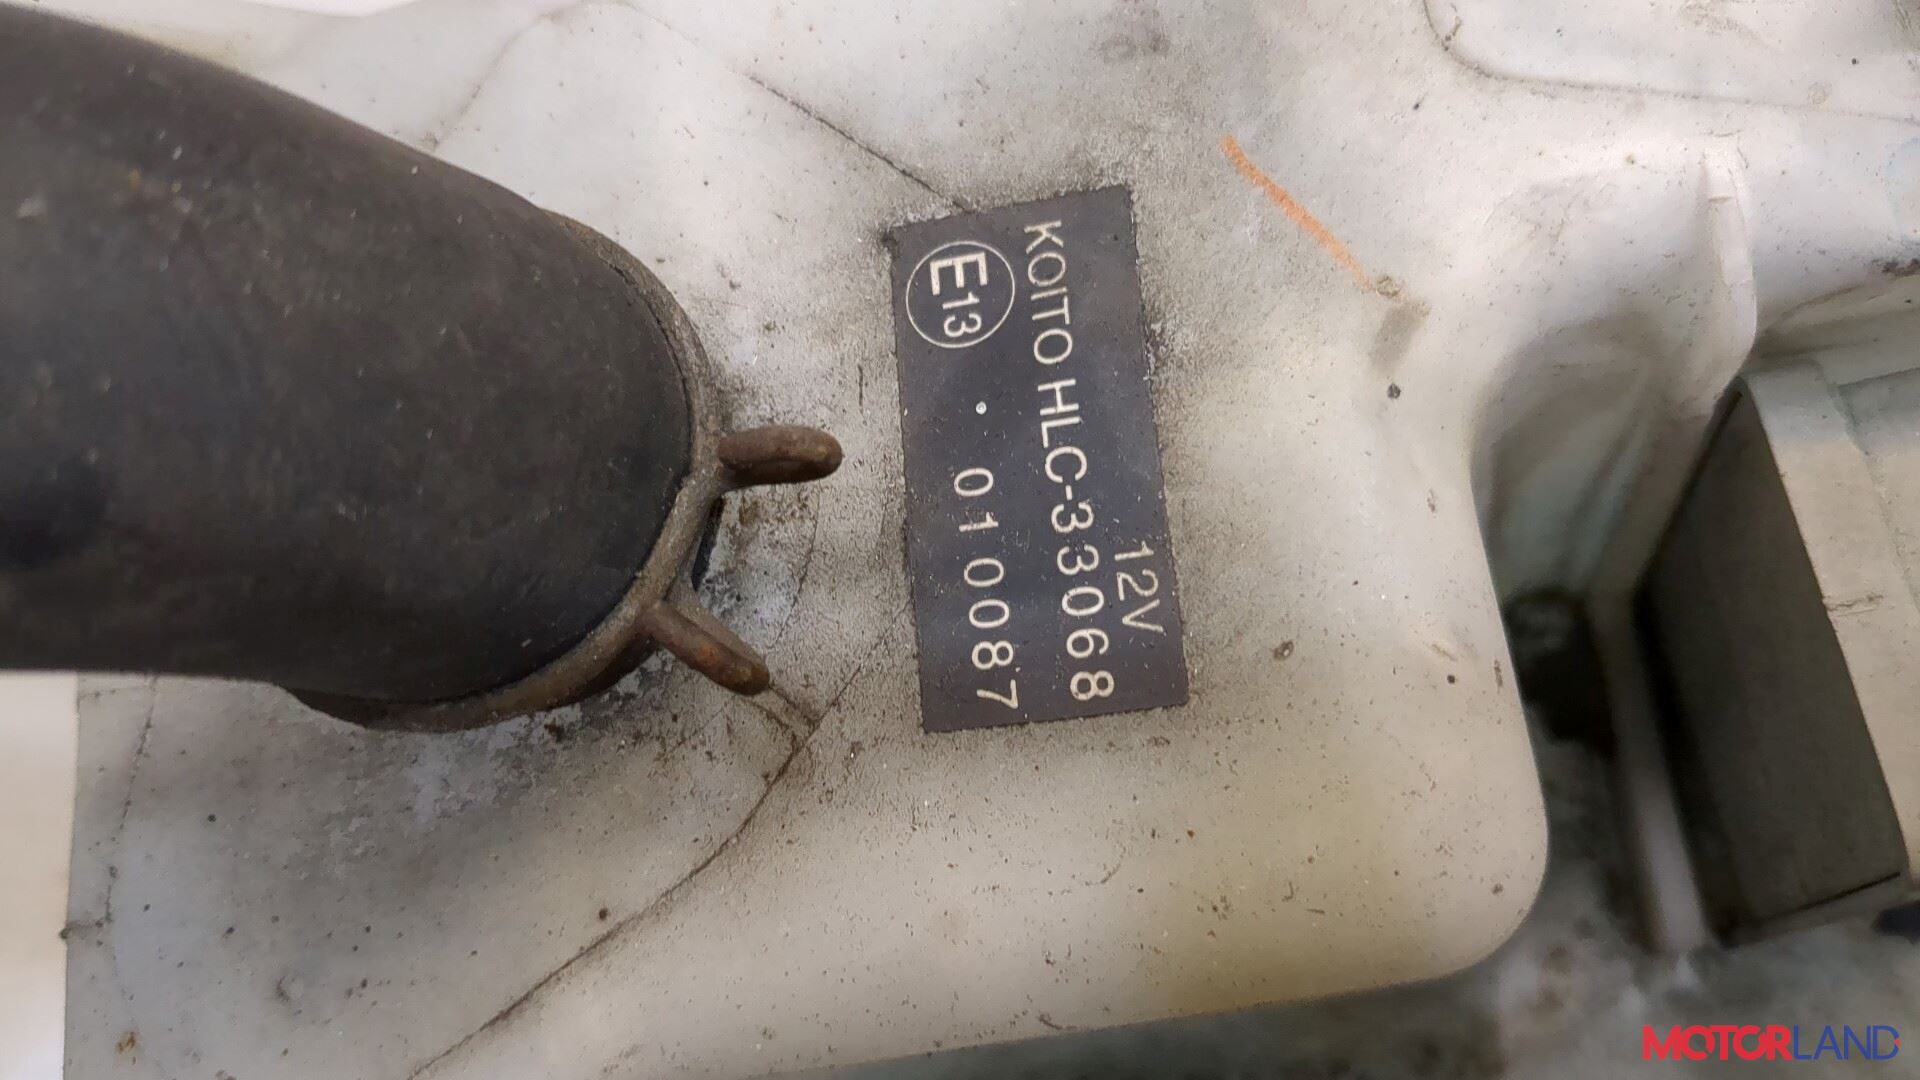 12V
KOITO HLC-33068
E13 . 010087
MOTORLAND